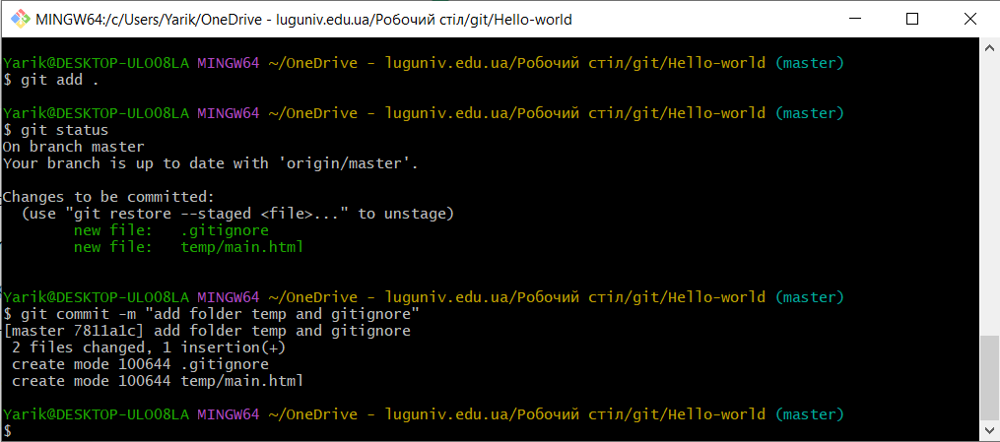 MINGW64:/c/Users/Yarik/OneDrive - luguniv.edu.ua/Робочий стіл/git/Hello-world
Yarik@DESKTOP-ULO08LA MINGW64 ~/OneDrive - luguniv.edu.ua/Робочий стіл/git/Hello-world (master)
$ git add .
Yarik@DESKTOP-ULO08LA MINGW64 ~/OneDrive - luguniv.edu.ua/Робочий стіл/git/Hello-world (master)
$ git status
On branch master
Your branch is up to date with 'origin/master'.
Changes to be committed:
(use "git restore --staged <file>..." to unstage)
new file: .gitignore
new file: temp/main.html
Yarik@DESKTOP-ULO08LA MINGW64 ~/OneDrive - luguniv.edu.ua/Робочий стіл/git/Hello-world (master)
$ git commit -m "add folder temp and gitignore"
[master 7811a1c] add folder temp and gitignore
2 files changed, 1 insertion(+)
create mode 100644 .gitignore
create mode 100644 temp/main.html
Yarik@DESKTOP-ULO08LA MINGW64 ~/OneDrive - luguniv.edu.ua/Робочий стіл/git/Hello-world (master)
$